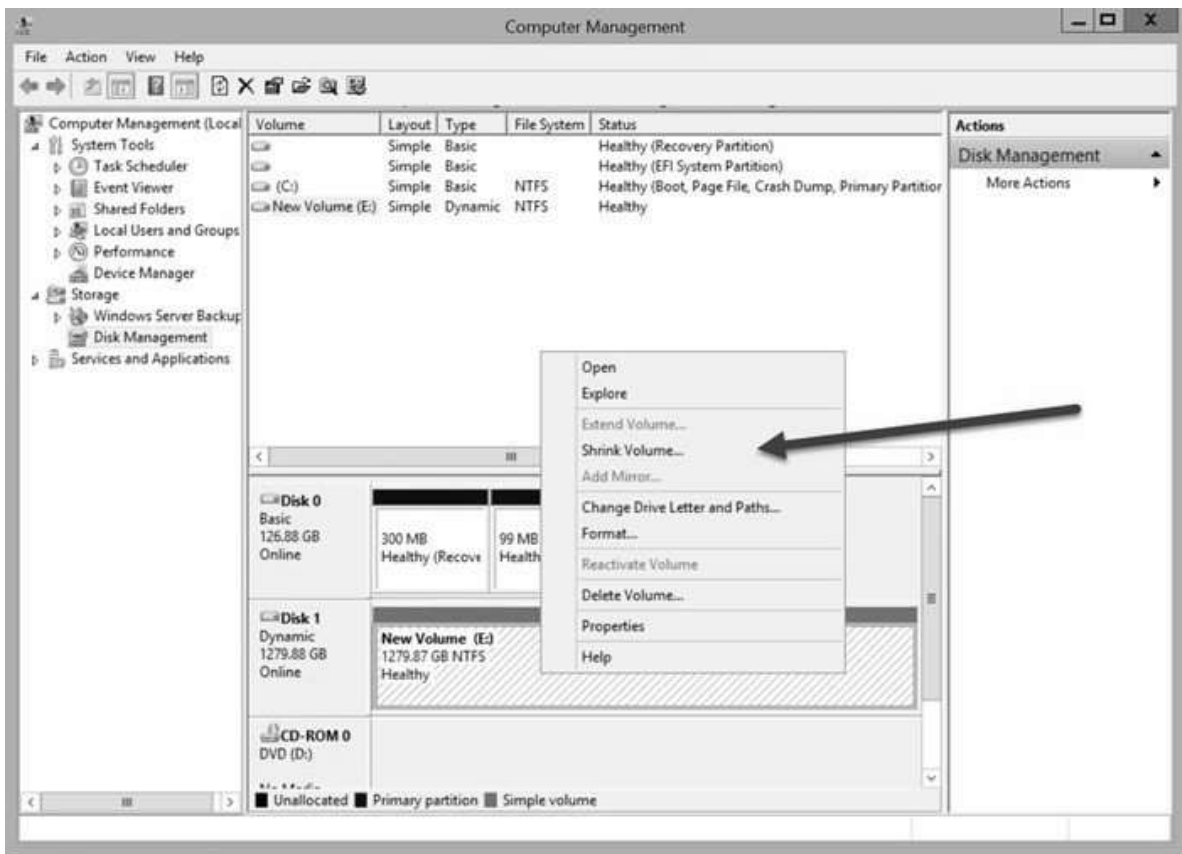 Computer Management
File Action View Help
Computer Management (Local
System Tools
Task Scheduler
Event Viewer
Shared Folders
Local Users and Groups
Performance
Device Manager
Storage
Windows Server Backup
Disk Management
Services and Applications
Volume Layout Type File System Status
Simple Basic Healthy (Recovery Partition)
Simple Basic Healthy (EFI System Partition)
(C:) Simple Basic NTFS Healthy (Boot, Page File, Crash Dump, Primary Partition
New Volume (E:) Simple Dynamic NTFS Healthy
Open
Explore
Extend Volume...
Shrink Volume...
Add Mirror...
Change Drive Letter and Paths...
Format...
Reactivate Volume
Delete Volume...
Properties
Help
Disk 0
Basic
126.88 GB
Online
300 MB
Healthy (Recove
99 MB
Health
Disk 1
Dynamic
1279.88 GB
Online
New Volume (E:)
1279.87 GB NTFS
Healthy
CD-ROM 0
DVD (D:)
Unallocated Primary partition Simple volume
Actions
Disk Management
More Actions